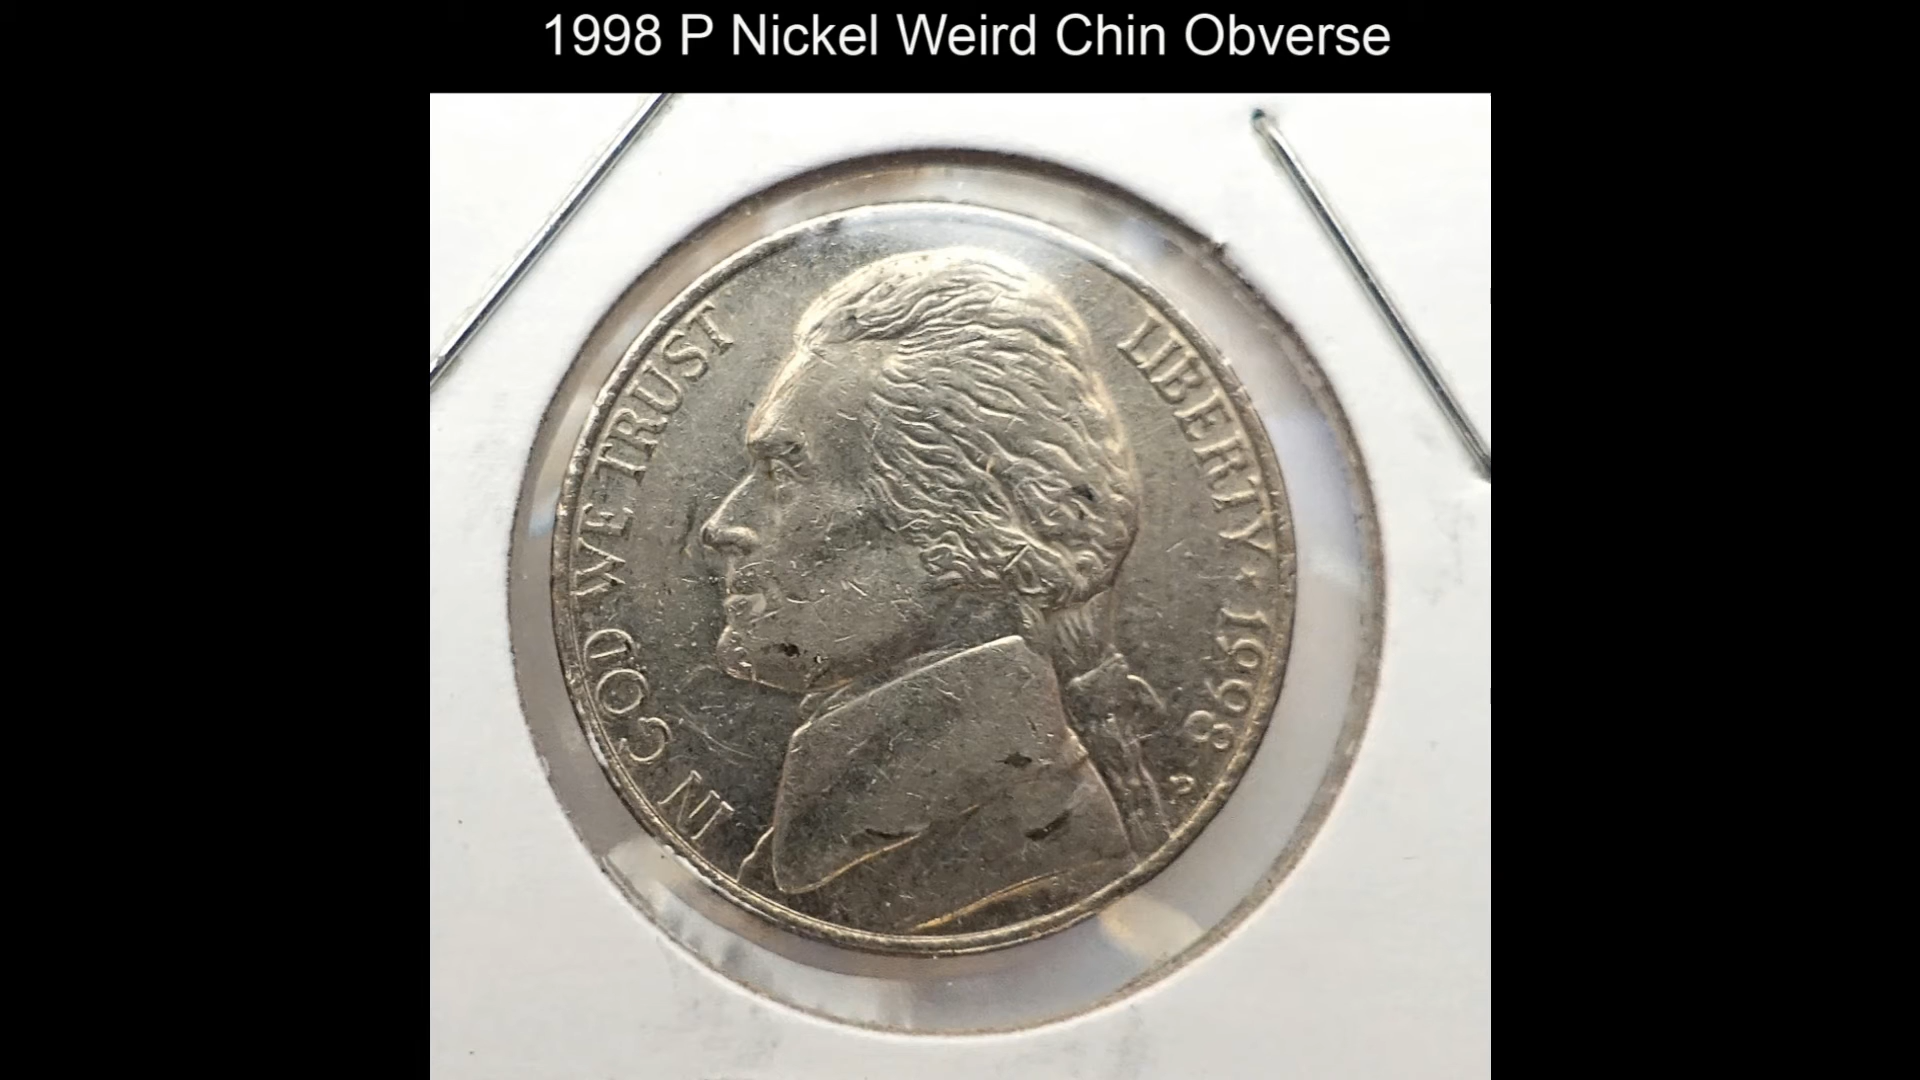 1998 P Nickel Weird Chin Obverse
IN GOD WE TRUST
LIBERTY ★ 1998
P